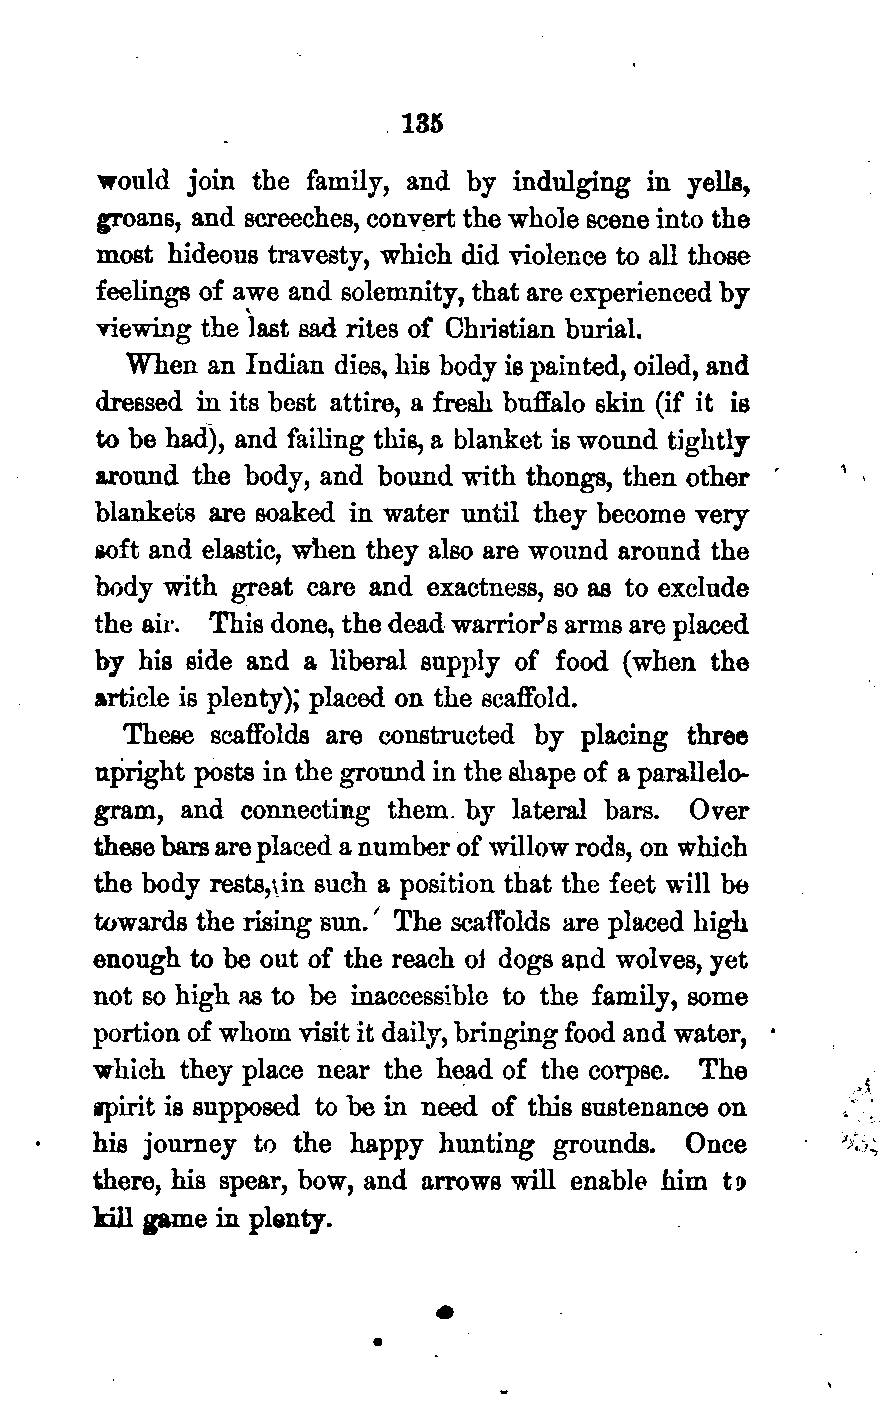 135
would join the family, and by indulging in yells,
groans, and screeches, convert the whole scene into the
most hideous travesty, which did violence to all those
feelings of awe and solemnity, that are experienced by
viewing the last sad rites of Christian burial.
When an Indian dies, his body is painted, oiled, and
dressed in its best attire, a fresh buffalo skin (if it is
to be had), and failing this, a blanket is wound tightly
around the body, and bound with thongs, then other
blankets are soaked in water until they become very
soft and elastic, when they also are wound around the
body with great care and exactness, so as to exclude
the air. This done, the dead warrior's arms are placed
by his side and a liberal supply of food (when the
article is plenty); placed on the scaffold.
These scaffolds are constructed by placing three
upright posts in the ground in the shape of a parallelo-
gram, and connecting them by lateral bars. Over
these bars are placed a number of willow rods, on which
the body rests, in such a position that the feet will be
towards the rising sun. The scaffolds are placed high
enough to be out of the reach of dogs and wolves, yet
not so high as to be inaccessible to the family, some
portion of whom visit it daily, bringing food and water,
which they place near the head of the corpse. The
spirit is supposed to be in need of this sustenance on
his journey to the happy hunting grounds. Once
there, his spear, bow, and arrows will enable him to
kill game in plenty.